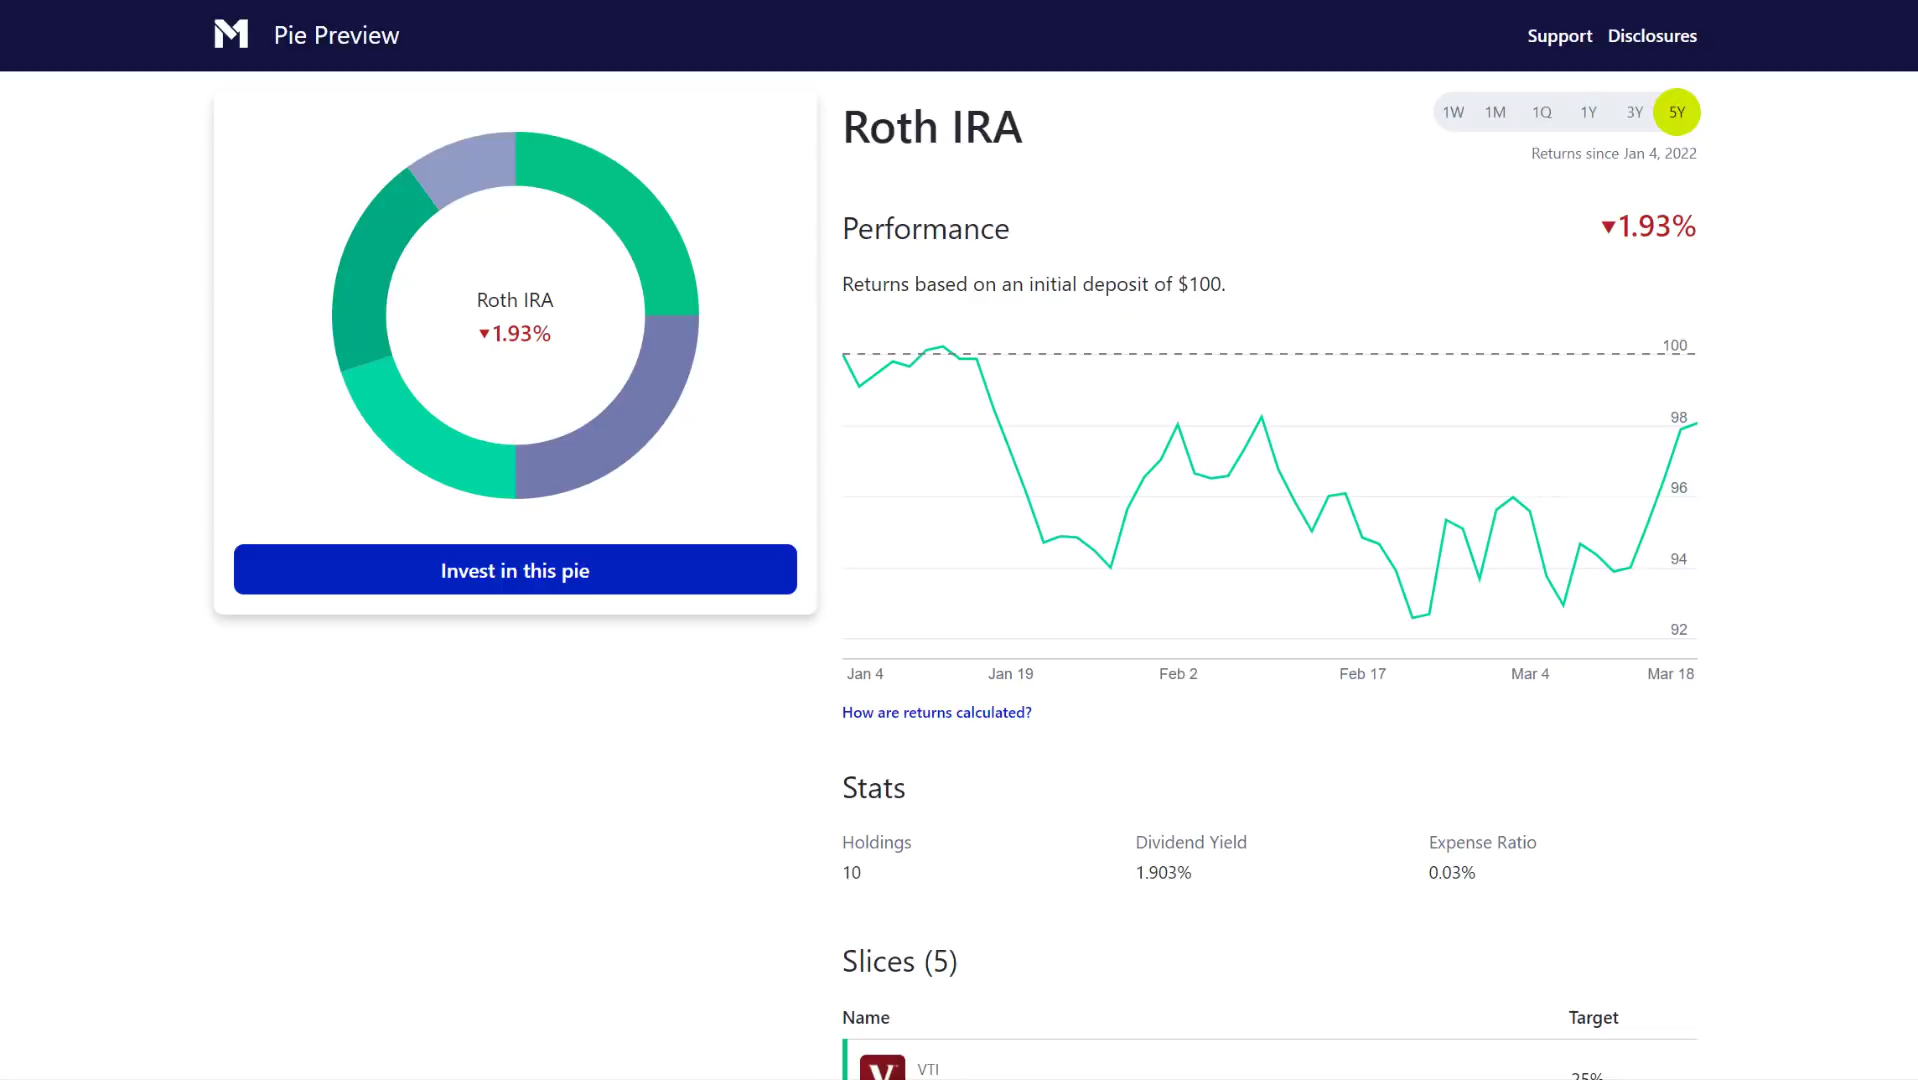 M Pie Preview
Support Disclosures
Roth IRA
▼1.93%
Invest in this pie
Roth IRA
1W 1M 1Q 1Y 3Y 5Y
Returns since Jan 4, 2022
Performance
▼1.93%
Returns based on an initial deposit of $100.
100
98
96
94
92
Jan 4 Jan 19 Feb 2 Feb 17 Mar 4 Mar 18
How are returns calculated?
Stats
Holdings Dividend Yield Expense Ratio
10 1.903% 0.03%
Slices (5)
Name Target
V VTI
25%